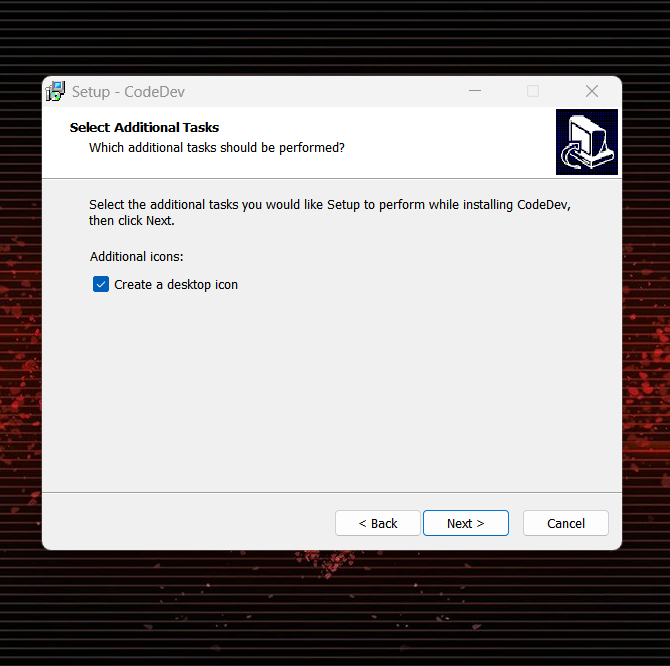 Setup - CodeDev
Select Additional Tasks
Which additional tasks should be performed?
Select the additional tasks you would like Setup to perform while installing CodeDev,
then click Next.
Additional icons:
Create a desktop icon
< Back
Next >
Cancel